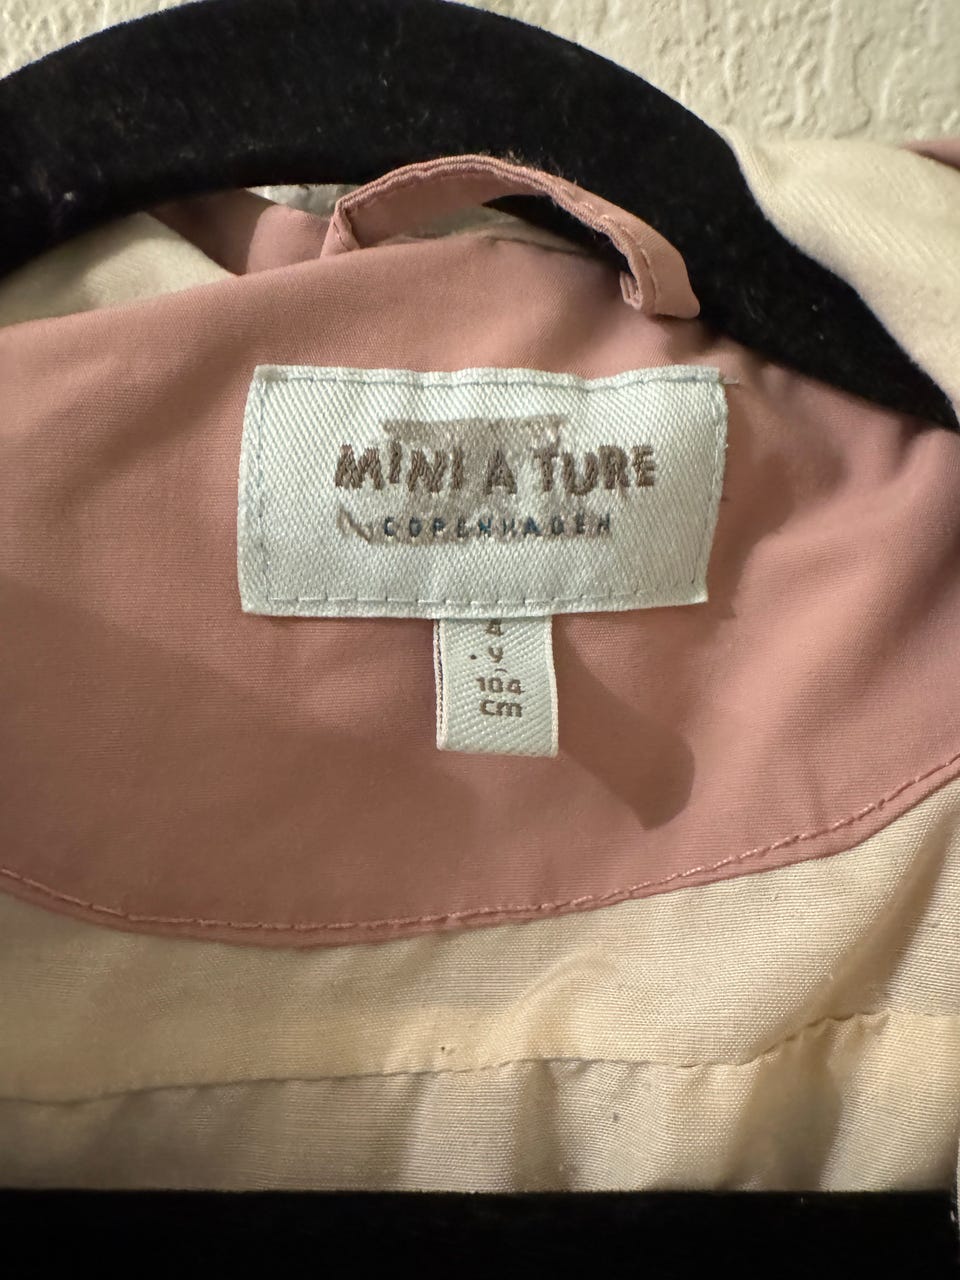 MINI A TURE
COPENHAGEN
4
y
104
cm